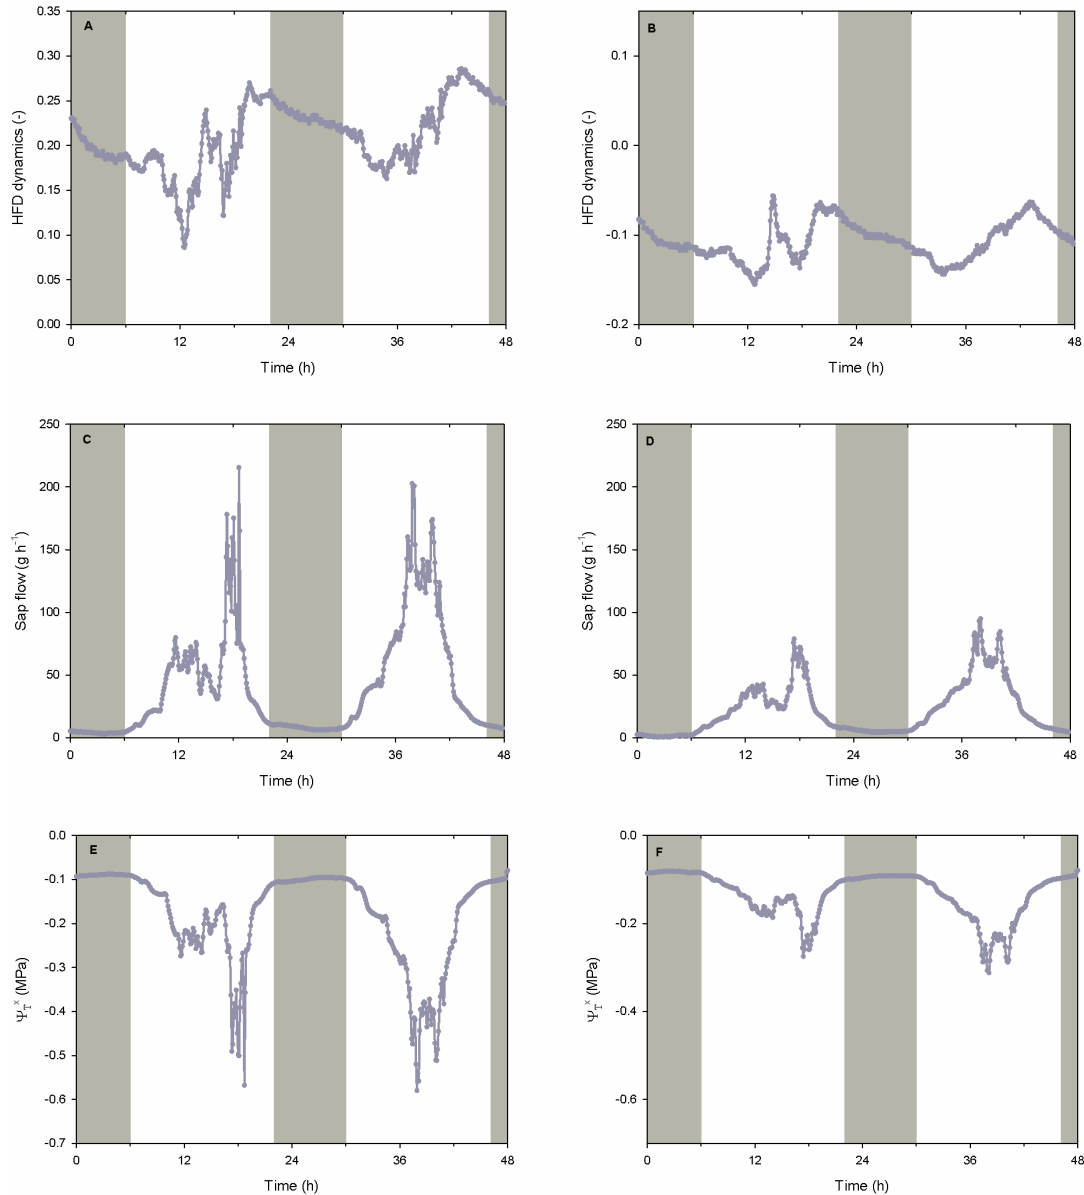 A
HFD dynamics (-)
0.35
0.30
0.25
0.20
0.15
0.10
0.05
0.00
0 12 24 36 48
Time (h)
B
HFD dynamics (-)
0.1
0.0
-0.1
-0.2
0 12 24 36 48
Time (h)
C
Sap flow (g h⁻¹)
250
200
150
100
50
0
0 12 24 36 48
Time (h)
D
Sap flow (g h⁻¹)
250
200
150
100
50
0
0 12 24 36 48
Time (h)
E
Ψ_T^x (MPa)
0.0
-0.1
-0.2
-0.3
-0.4
-0.5
-0.6
-0.7
0 12 24 36 48
Time (h)
F
Ψ_T^x (MPa)
0.0
-0.2
-0.4
-0.6
0 12 24 36 48
Time (h)